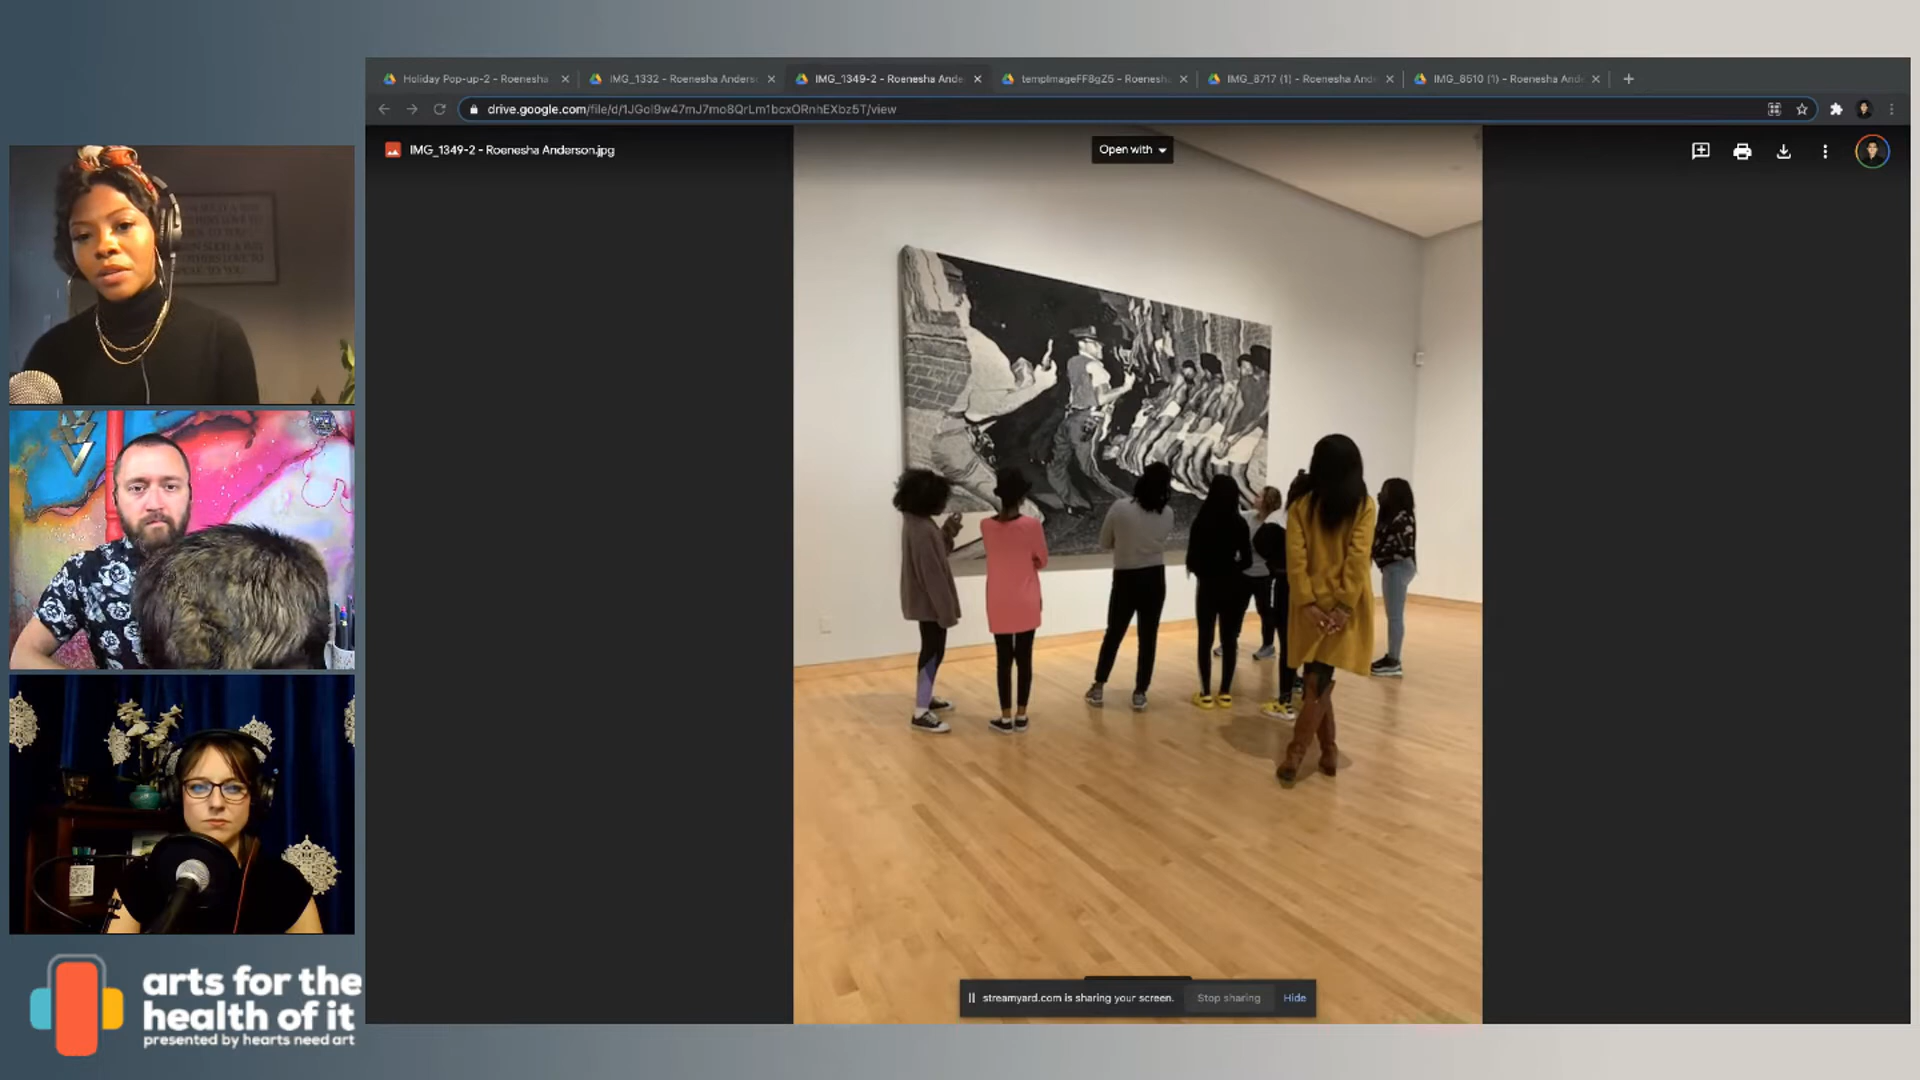 Holiday Pop-up-2 - Roenesha
IMG_1332 - Roenesha Anders
IMG_1349-2 - Roenesha Ande
tempImageFF8gZ5 - Roenesh
IMG_8717 (1) - Roenesha And
IMG_8510 (1) - Roenesha And
drive.google.com/file/d/1JGol9w47mJ7mo8QrLm1bcxORnhEXbz5T/view
IMG_1349-2 - Roenesha Anderson.jpg
Open with
streamyard.com is sharing your screen.
Stop sharing
Hide
arts for the
health of it
presented by hearts need art